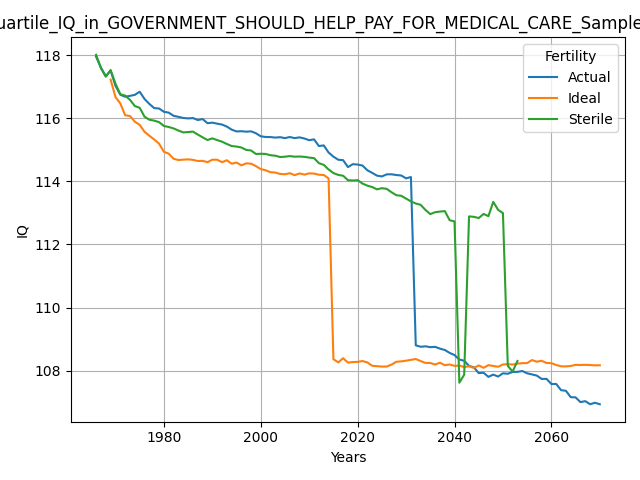 uartile_IQ_in_GOVERNMENT_SHOULD_HELP_PAY_FOR_MEDICAL_CARE_Sample
118
116
114
112
110
108
IQ
Fertility
Actual
Ideal
Sterile
1980
2000
2020
2040
2060
Years